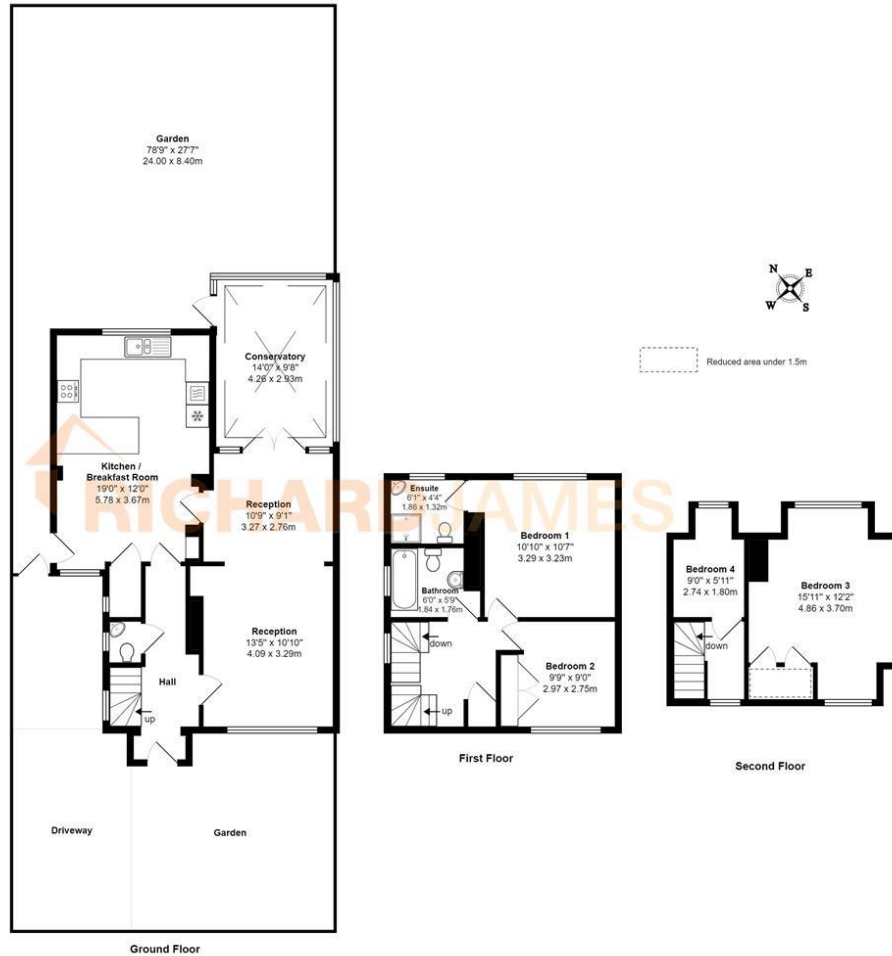 Garden
78'9" x 27'7"
24.00 x 8.40m
N
E
W
S
Reduced area under 1.5m
Conservatory
14'0" x 9'8"
4.26 x 2.93m
Kitchen /
Breakfast Room
19'0" x 12'0"
5.78 x 3.67m
RICHARD JAMES
Reception
10'9" x 9'1"
3.27 x 2.76m
Reception
13'5" x 10'10"
4.09 x 3.29m
Hall
up
Driveway
Garden
Ground Floor
Ensuite
6'1" x 4'4"
1.86 x 1.32m
Bedroom 1
10'10" x 10'7"
3.29 x 3.23m
Bathroom
6'0" x 5'9"
1.84 x 1.76m
down
Bedroom 2
9'9" x 9'0"
2.97 x 2.75m
up
First Floor
Bedroom 4
9'0" x 5'11"
2.74 x 1.80m
Bedroom 3
15'11" x 12'2"
4.86 x 3.70m
down
Second Floor